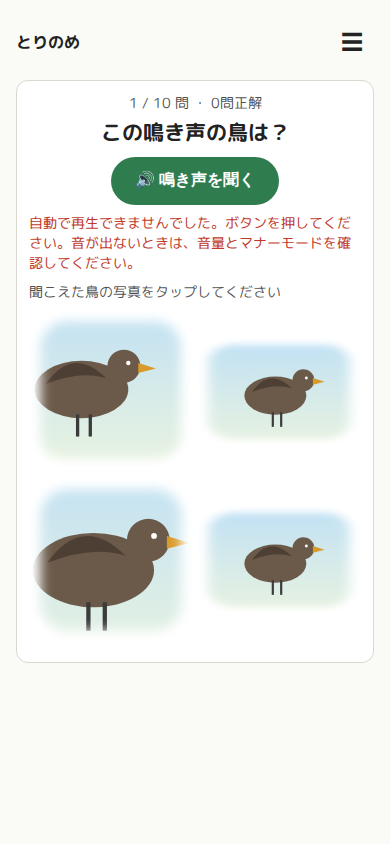 とりのめ
1 / 10 問 · 0問正解
この鳴き声の鳥は？
鳴き声を聞く
自動で再生できませんでした。ボタンを押してくだ
さい。音が出ないときは、音量とマナーモードを確
認してください。
聞こえた鳥の写真をタップしてください